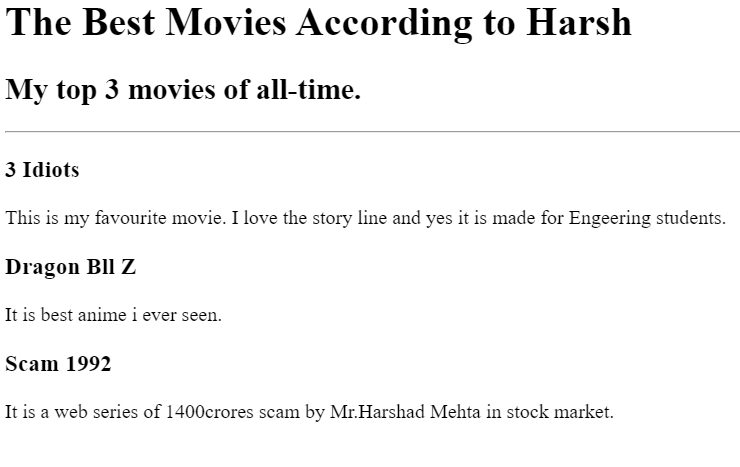 The Best Movies According to Harsh
My top 3 movies of all-time.
3 Idiots
This is my favourite movie. I love the story line and yes it is made for Engeering students.
Dragon Bll Z
It is best anime i ever seen.
Scam 1992
It is a web series of 1400crores scam by Mr.Harshad Mehta in stock market.